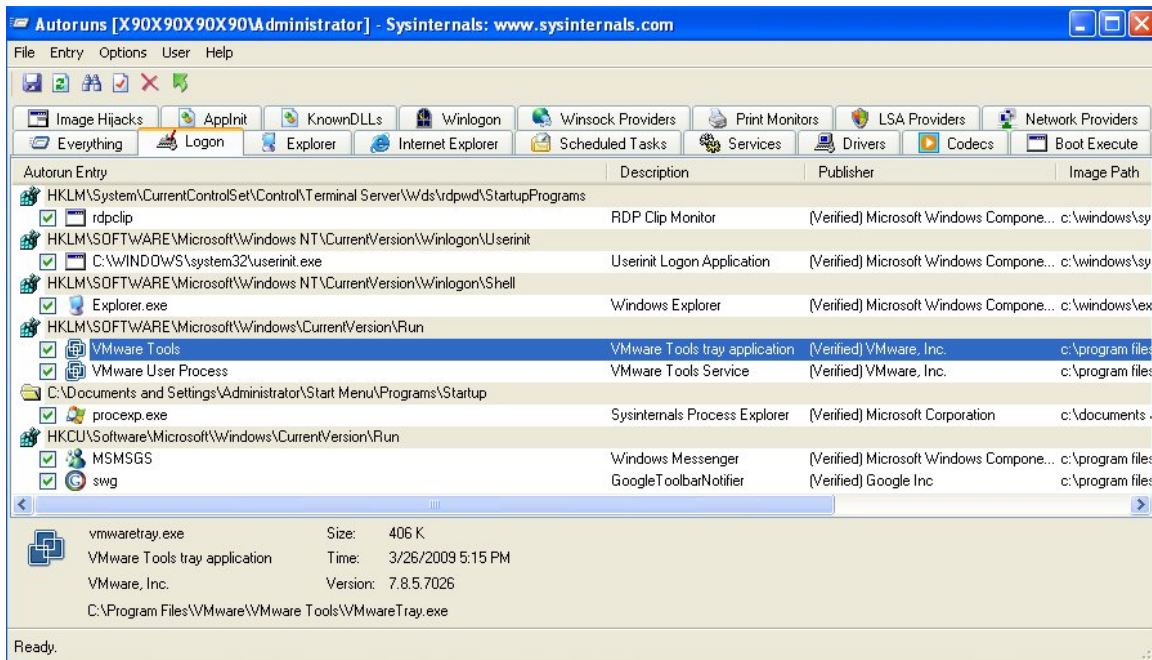 Autoruns [X90X90X90X90\Administrator] - Sysinternals: www.sysinternals.com
File Entry Options User Help
Image Hijacks AppInit KnownDLLs Winlogon Winsock Providers Print Monitors LSA Providers Network Providers
Everything Logon Explorer Internet Explorer Scheduled Tasks Services Drivers Codecs Boot Execute
Autorun Entry Description Publisher Image Path
HKLM\System\CurrentControlSet\Control\Terminal Server\Wds\rdpwd\StartupPrograms
rdpclip RDP Clip Monitor (Verified) Microsoft Windows Compone... c:\windows\sy
HKLM\SOFTWARE\Microsoft\Windows NT\CurrentVersion\Winlogon\Userinit
C:\WINDOWS\system32\userinit.exe Userinit Logon Application (Verified) Microsoft Windows Compone... c:\windows\sy
HKLM\SOFTWARE\Microsoft\Windows NT\CurrentVersion\Winlogon\Shell
Explorer.exe Windows Explorer (Verified) Microsoft Windows Compone... c:\windows\ex
HKLM\SOFTWARE\Microsoft\Windows\CurrentVersion\Run
VMware Tools VMware Tools tray application (Verified) VMware, Inc. c:\program files
VMware User Process VMware Tools Service (Verified) VMware, Inc. c:\program files
C:\Documents and Settings\Administrator\Start Menu\Programs\Startup
procexp.exe Sysinternals Process Explorer (Verified) Microsoft Corporation c:\documents
HKCU\Software\Microsoft\Windows\CurrentVersion\Run
MSMSGS Windows Messenger (Verified) Microsoft Windows Compone... c:\program files
swg GoogleToolbarNotifier (Verified) Google Inc c:\program files
vmwaretray.exe Size: 406 K
VMware Tools tray application Time: 3/26/2009 5:15 PM
VMware, Inc. Version: 7.8.5.7026
C:\Program Files\VMware\VMware Tools\VMwareTray.exe
Ready.